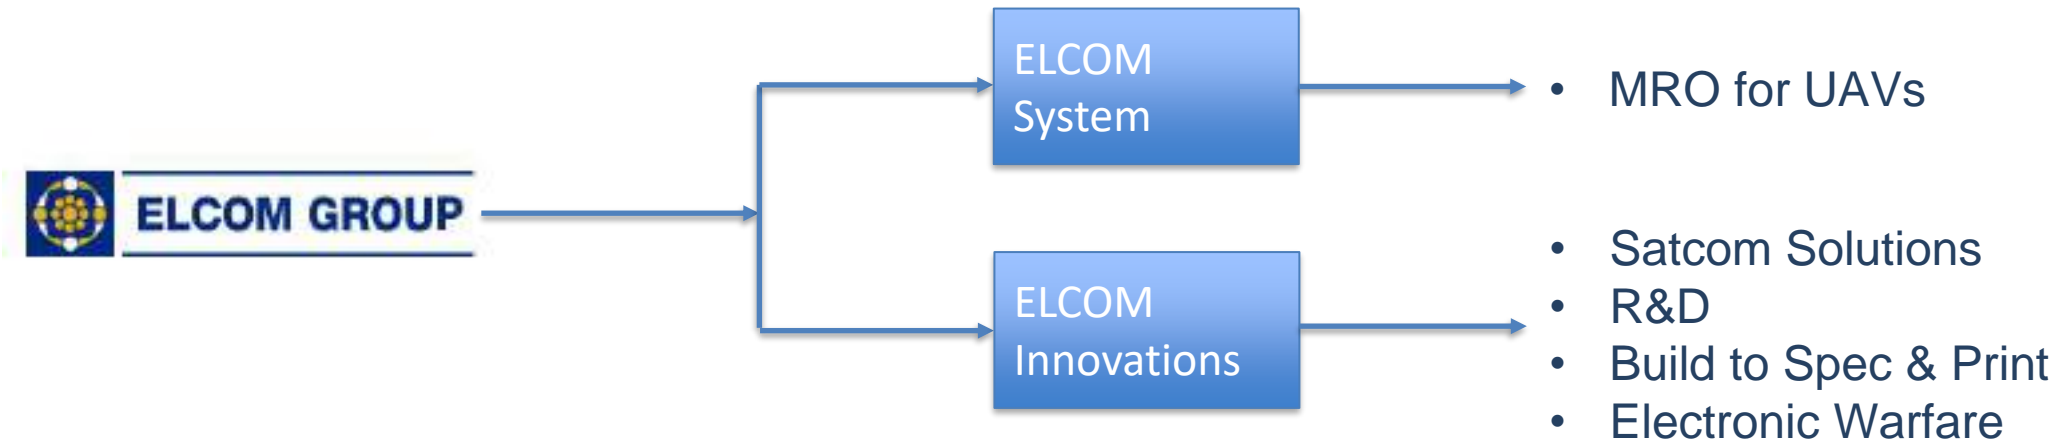 ELCOM GROUP
ELCOM
System
• MRO for UAVs
ELCOM
Innovations
• Satcom Solutions
• R&D
• Build to Spec & Print
• Electronic Warfare